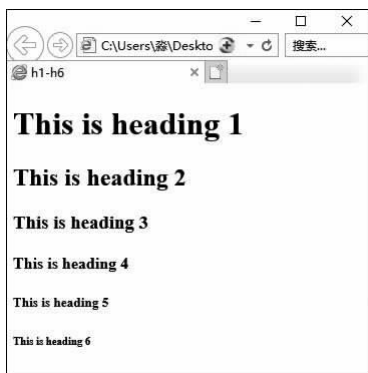 C:\Users\淼\Deskto
搜索...
h1-h6
This is heading 1
This is heading 2
This is heading 3
This is heading 4
This is heading 5
This is heading 6